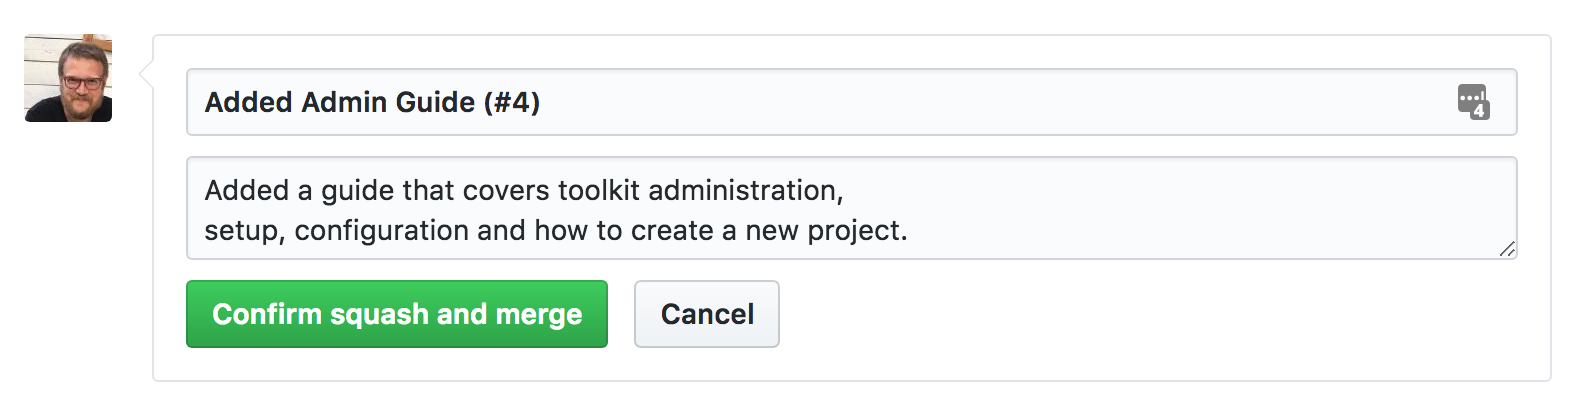 Added Admin Guide (#4)
4
Added a guide that covers toolkit administration,
setup, configuration and how to create a new project.
Confirm squash and merge
Cancel